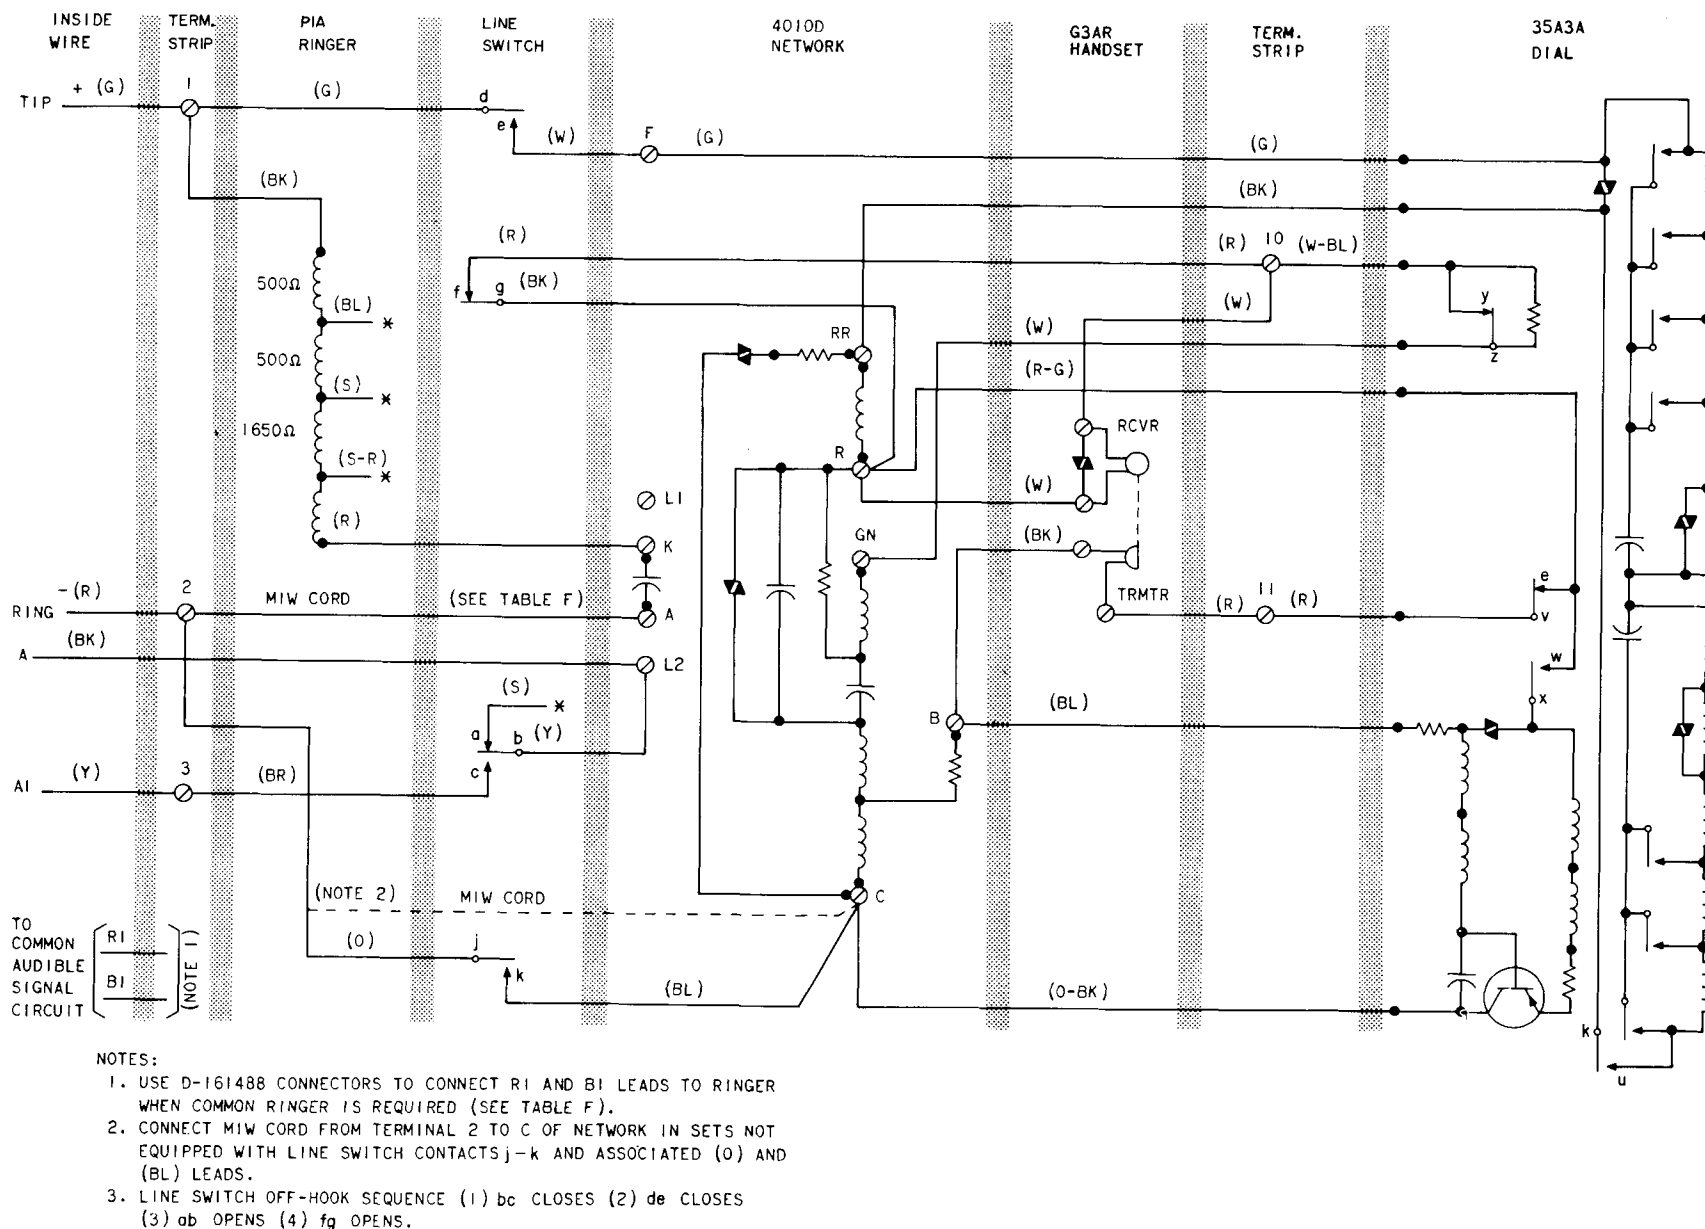 INSIDE
WIRE
TERM.
STRIP
PIA
RINGER
LINE
SWITCH
4010D
NETWORK
G3AR
HANDSET
TERM.
STRIP
35A3A
DIAL
TIP + (G) 1 (G) d
e (W) F (G) (G)
(BK) (BK)
(R) (R) 10 (W-BL)
500Ω f g (BK) y
(BL) * (W)
RR (W)
500Ω z
(R-G)
(S) *
1650Ω RCVR
(S-R) * R
(W)
L1
(R) GN (BK)
K
-(R) 2 e
RING MIW CORD (SEE TABLE F) A TRMTR (R) 11 (R) v
(BK)
A L2 w
(S) * x
a b (Y) B (BL)
c
A1 (Y) 3 (BR)
(NOTE 2) MIW CORD C
TO
COMMON
AUDIBLE
SIGNAL
CIRCUIT
R1
B1
(NOTE 1)
(O) j
k (BL) (O-BK)
k
u
NOTES:
1. USE D-161488 CONNECTORS TO CONNECT R1 AND B1 LEADS TO RINGER
WHEN COMMON RINGER IS REQUIRED (SEE TABLE F).
2. CONNECT MIW CORD FROM TERMINAL 2 TO C OF NETWORK IN SETS NOT
EQUIPPED WITH LINE SWITCH CONTACTS j-k AND ASSOCIATED (O) AND
(BL) LEADS.
3. LINE SWITCH OFF-HOOK SEQUENCE (1) bc CLOSES (2) de CLOSES
(3) ab OPENS (4) fg OPENS.